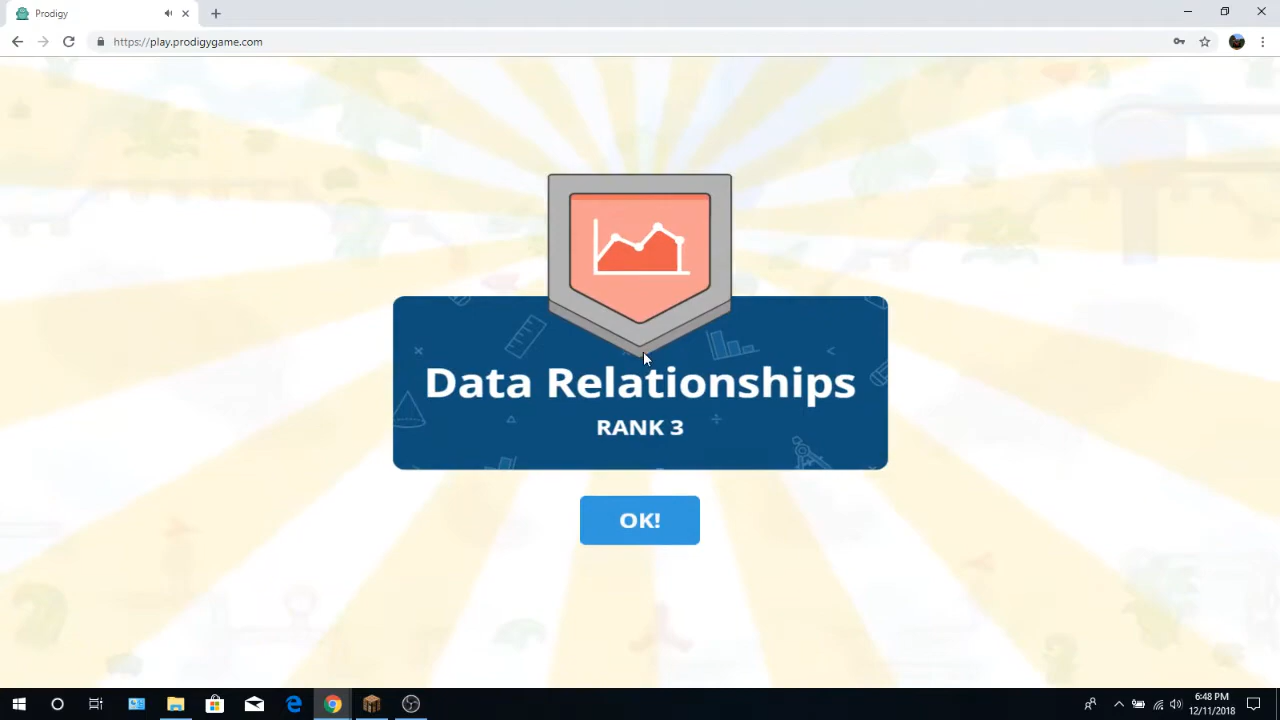 Prodigy
https://play.prodigygame.com
Data Relationships
RANK 3
OK!
6:48 PM
12/11/2018